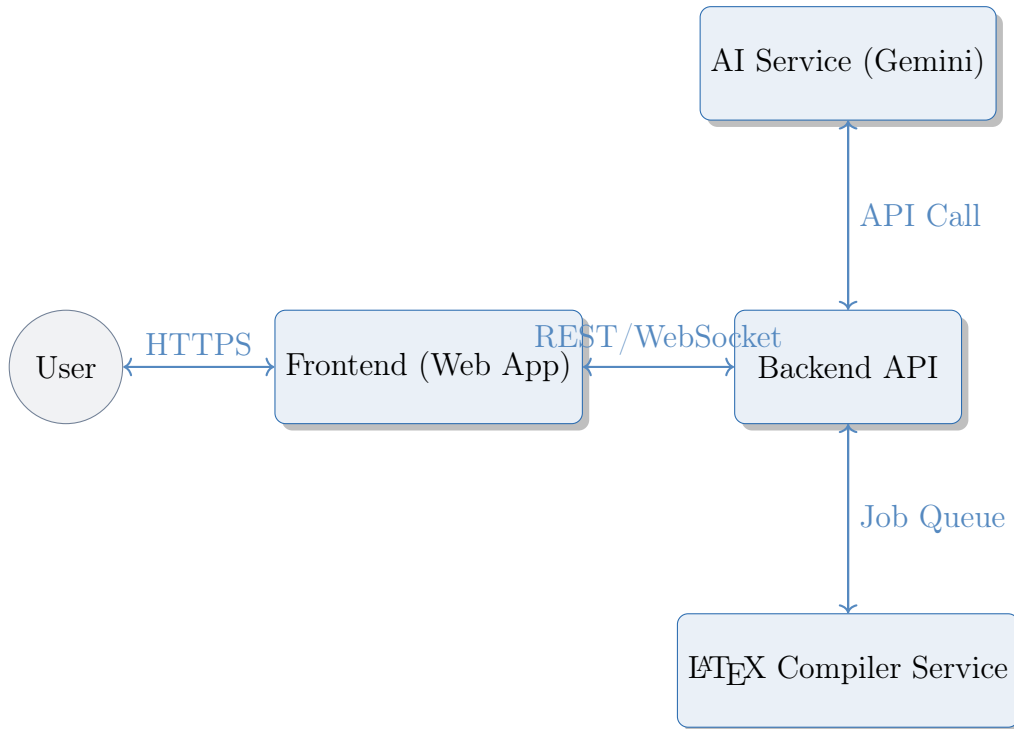 AI Service (Gemini)
API Call
User
HTTPS
Frontend (Web App)
REST/WebSocket
Backend API
Job Queue
LATEX Compiler Service